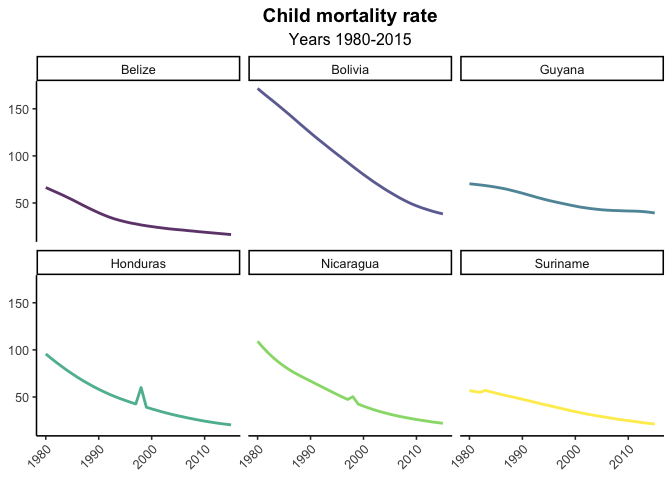 Child mortality rate
Years 1980-2015
Belize Bolivia Guyana
150
100
50
Honduras Nicaragua Suriname
150
100
50
1980 1990 2000 2010 1980 1990 2000 2010 1980 1990 2000 2010